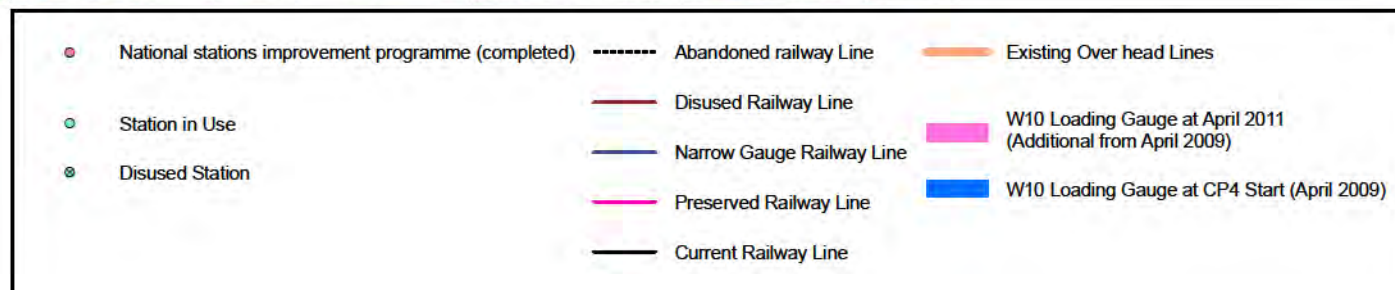 National stations improvement programme (completed)
Station in Use
Disused Station
Abandoned railway Line
Disused Railway Line
Narrow Gauge Railway Line
Preserved Railway Line
Current Railway Line
Existing Over head Lines
W10 Loading Gauge at April 2011
(Additional from April 2009)
W10 Loading Gauge at CP4 Start (April 2009)